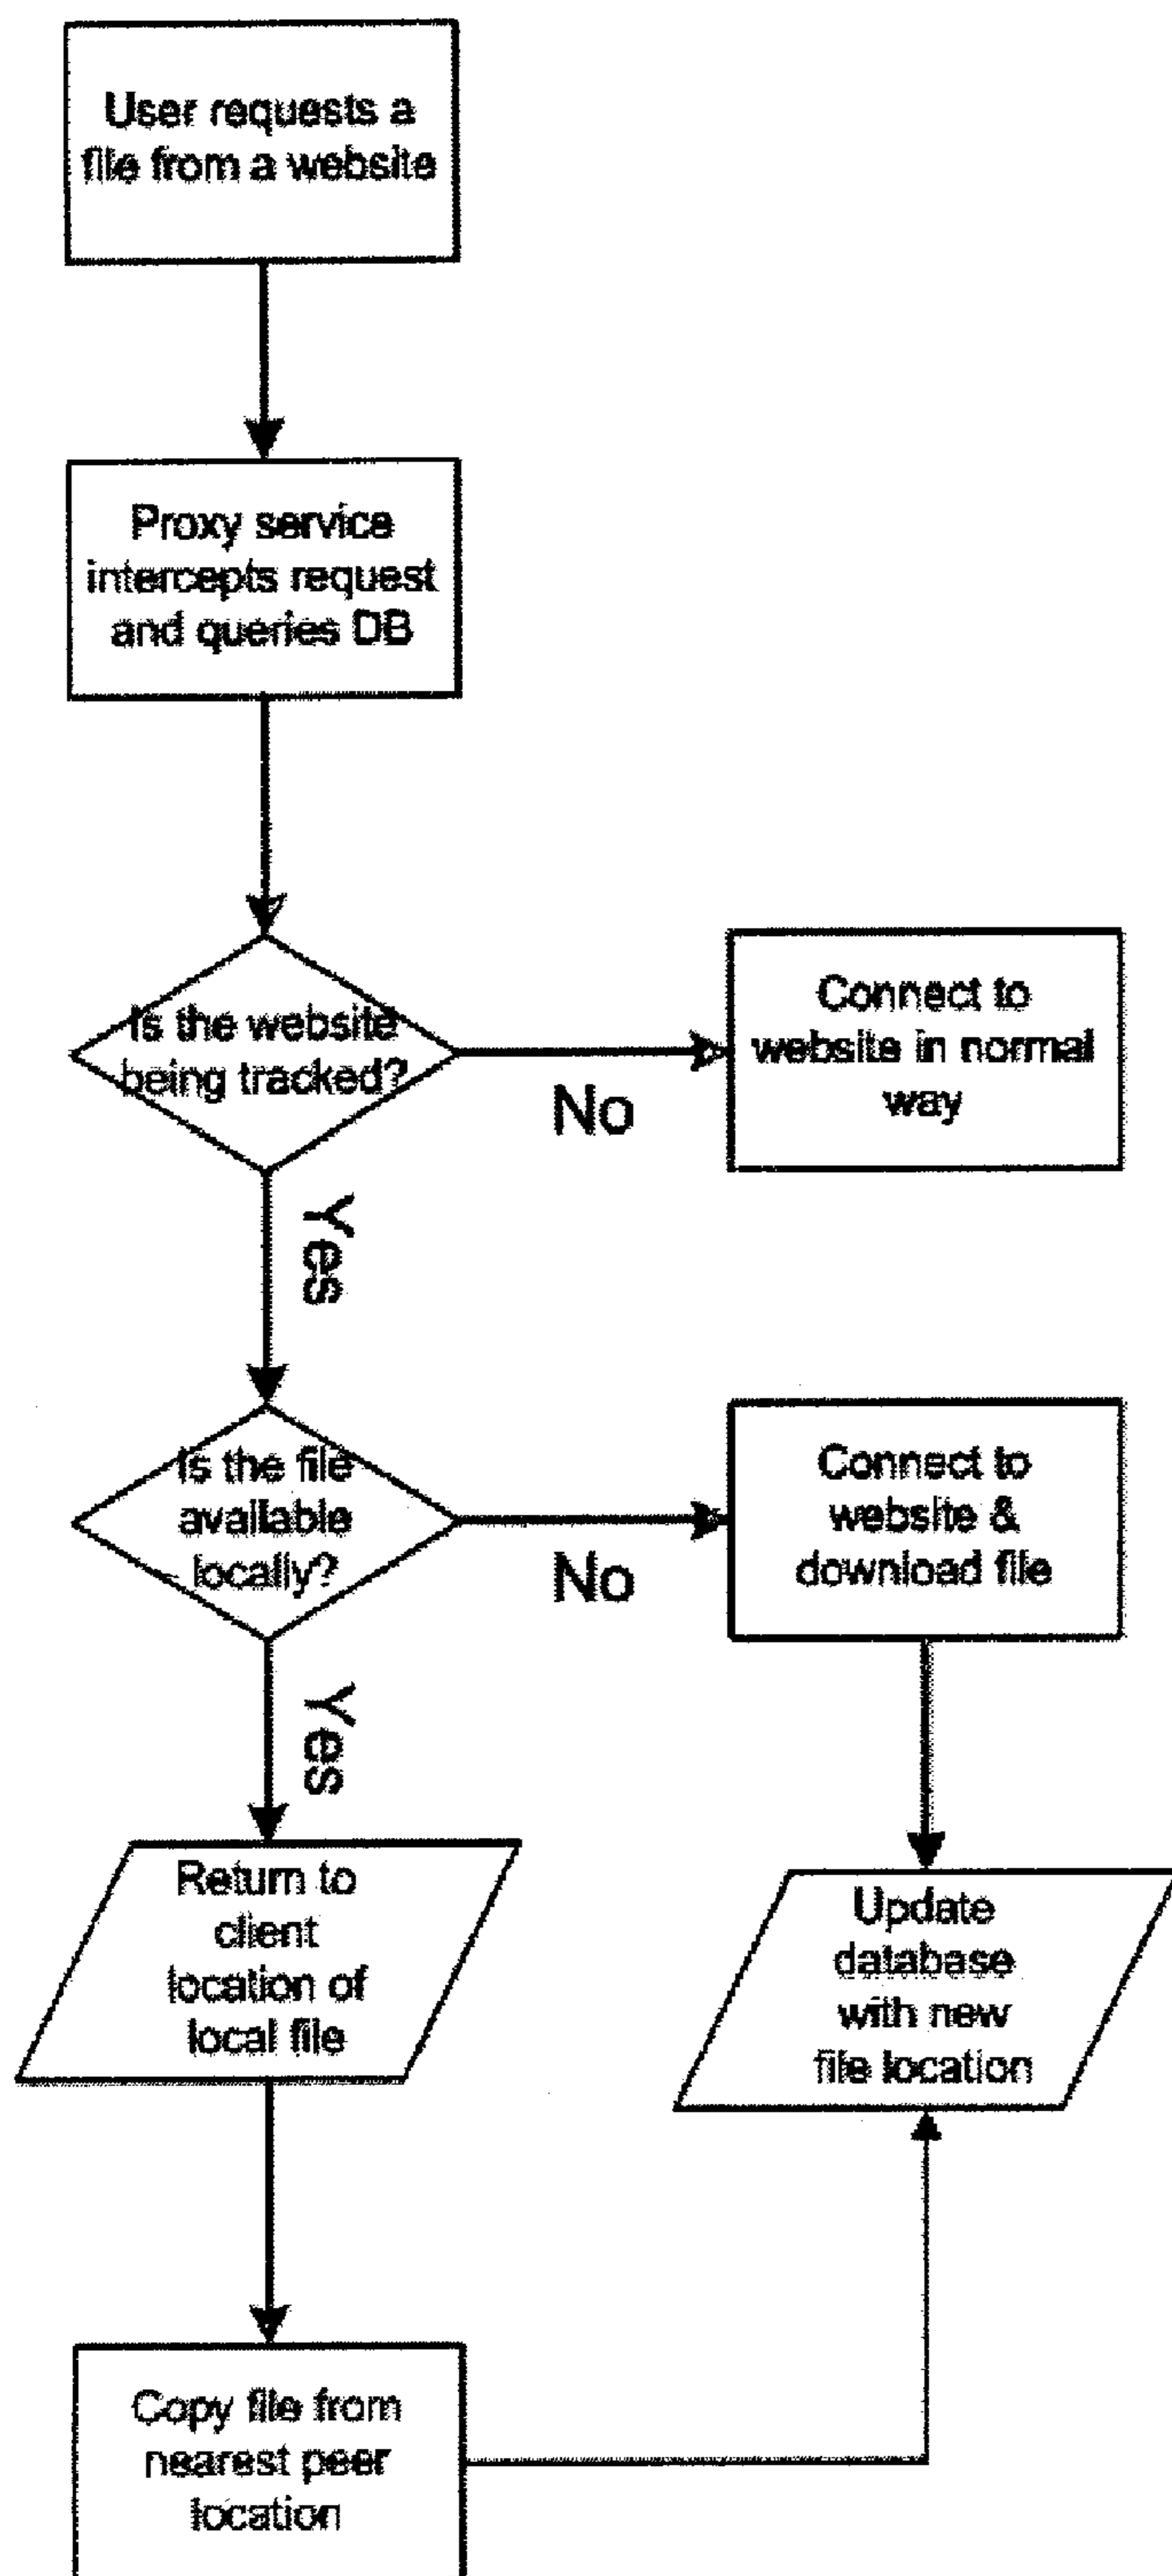 User requests a
file from a website
Proxy service
intercepts request
and queries DB
Is the website
being tracked?
No
Connect to
website in normal
way
Yes
Is the file
available
locally?
No
Connect to
website &
download file
Yes
Return to
client
location of
local file
Update
database
with new
file location
Copy file from
nearest peer
location